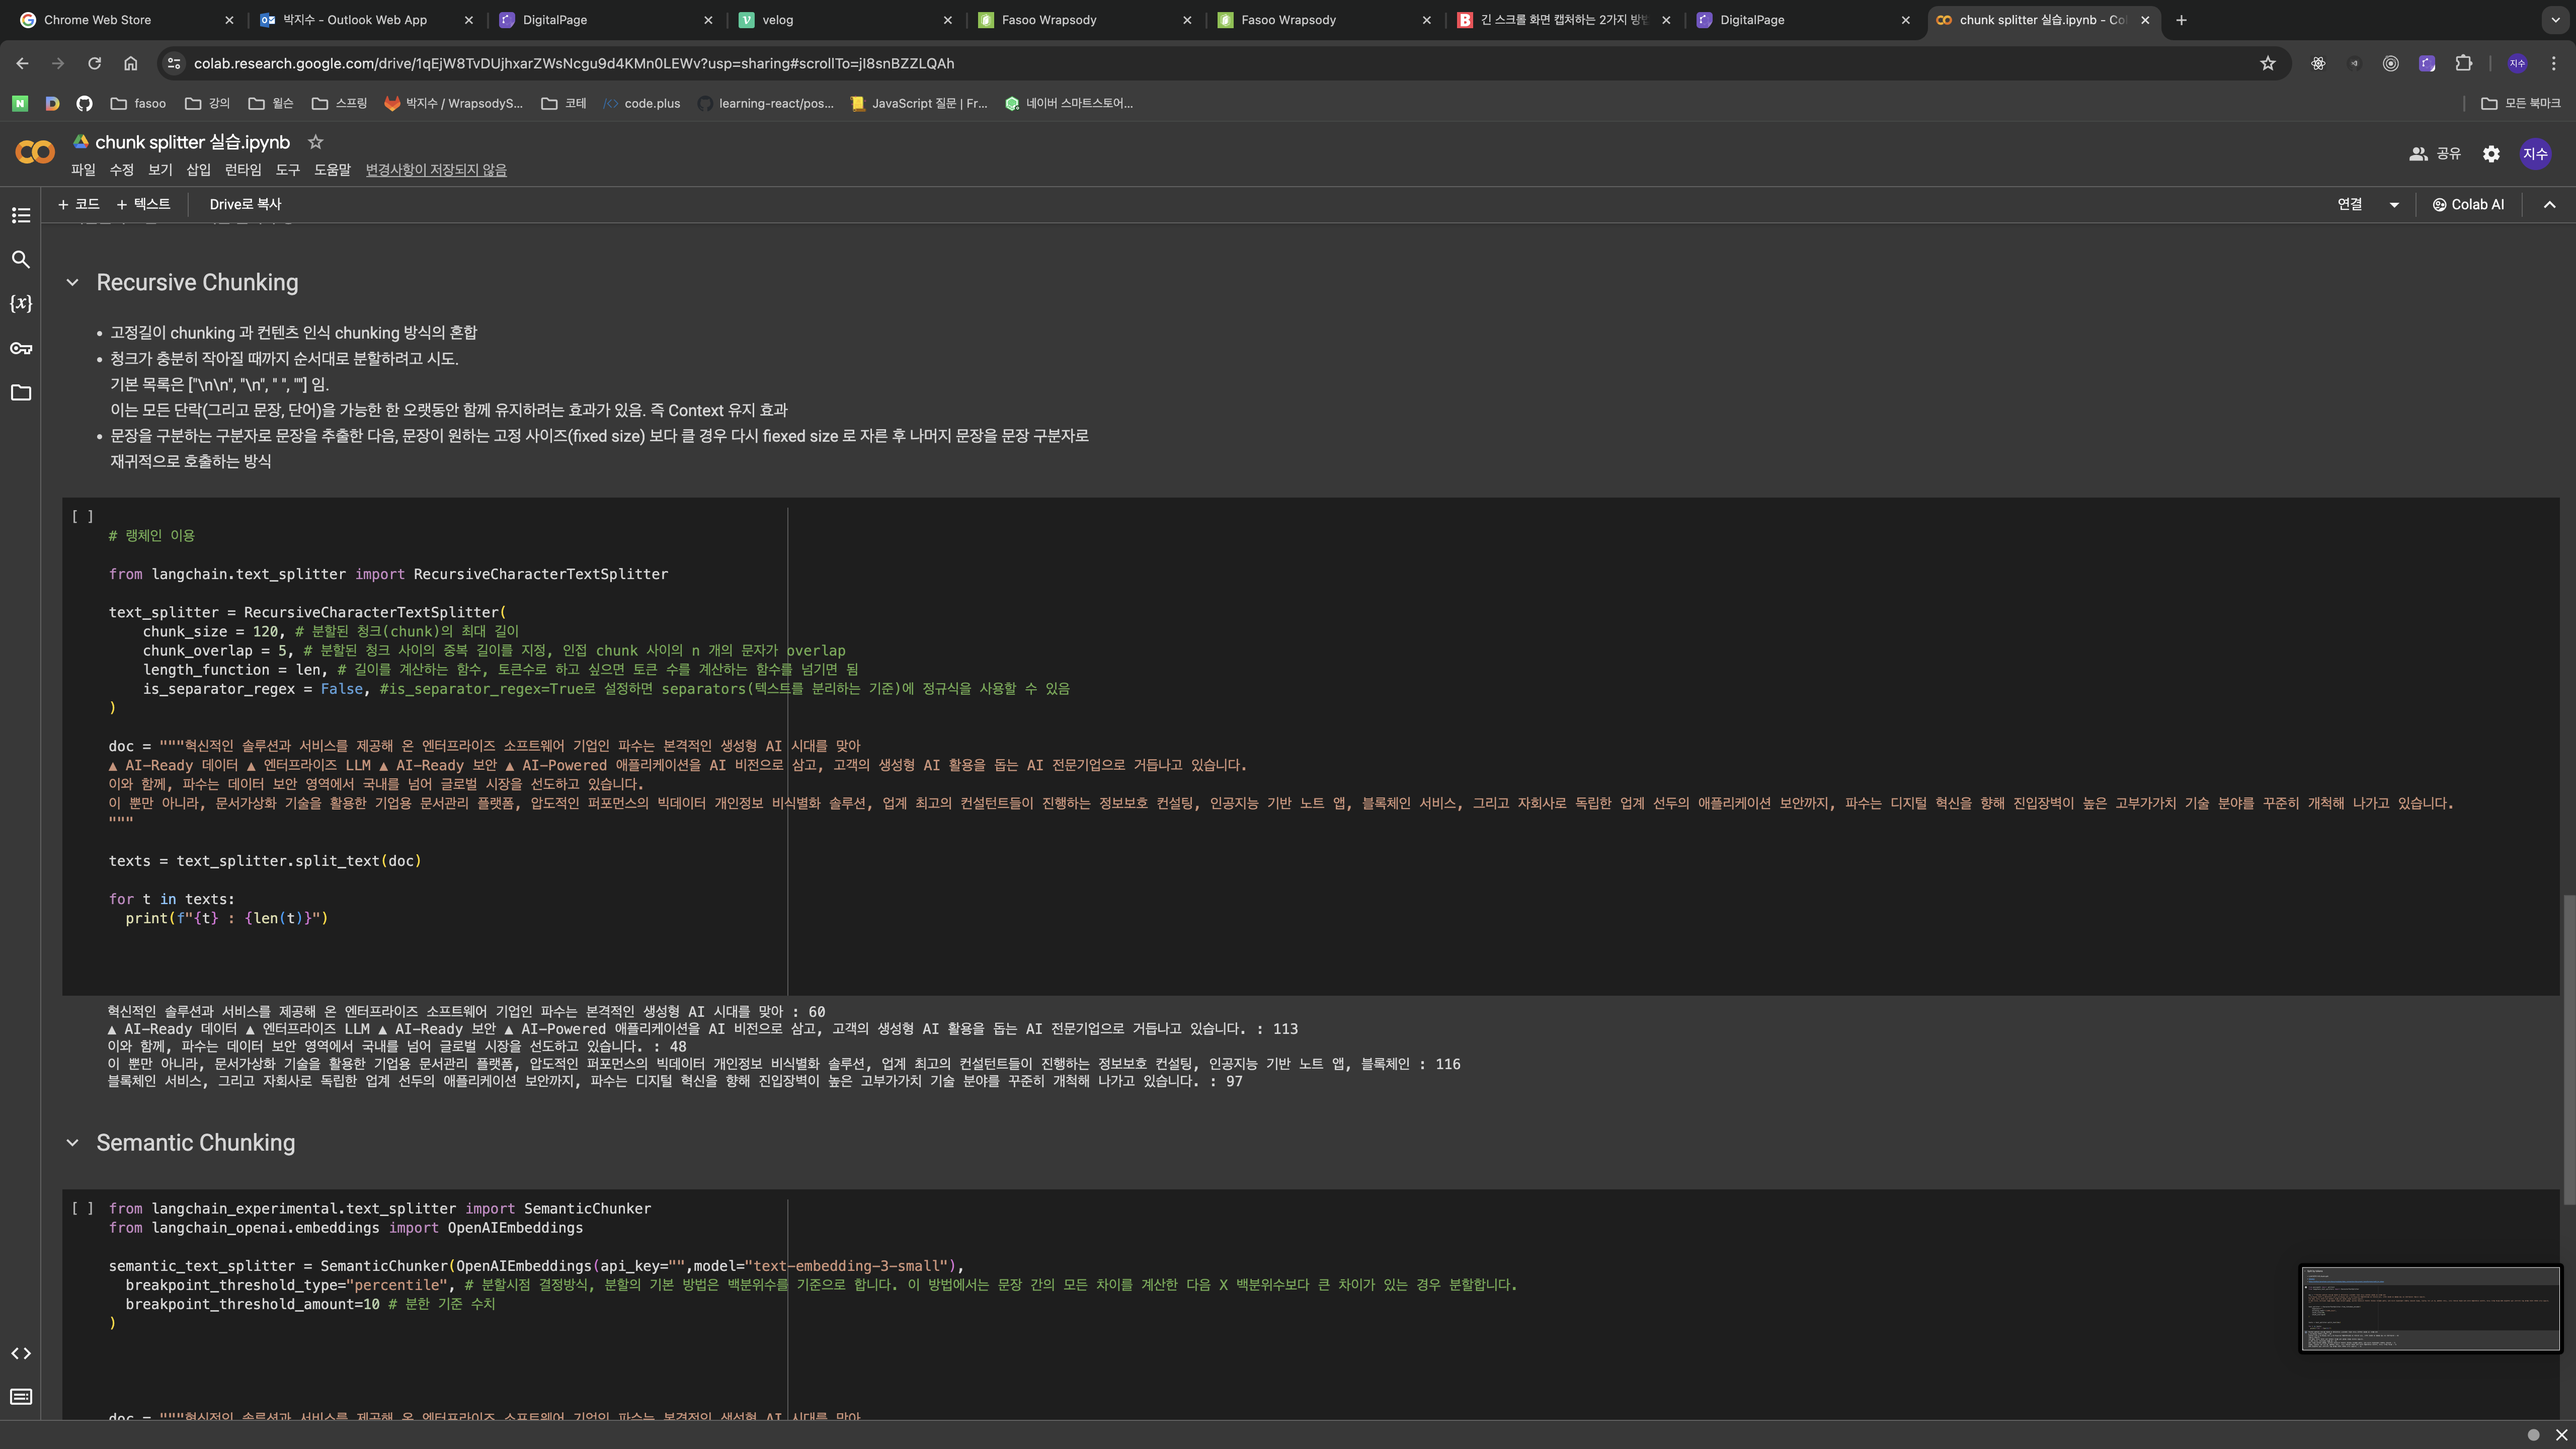 Chrome Web Store
박지수 - Outlook Web App
DigitalPage
velog
Fasoo Wrapsody
Fasoo Wrapsody
긴 스크롤 화면 캡처하는 2가지 방법
DigitalPage
chunk splitter 실습.ipynb - Co
colab.research.google.com/drive/1qEjW8TvDUjhxarZWsNcgu9d4KMn0LEWv?usp=sharing#scrollTo=jI8snBZZLQAh
지수
fasoo
강의
윌슨
스프링
박지수 / WrapsodyS...
코테
code.plus
learning-react/pos...
JavaScript 질문 | Fr...
네이버 스마트스토어...
모든 북마크
chunk splitter 실습.ipynb
파일 수정 보기 삽입 런타임 도구 도움말 변경사항이 저장되지 않음
공유
지수
+ 코드 + 텍스트 Drive로 복사
연결
Colab AI
Recursive Chunking
• 고정길이 chunking 과 컨텐츠 인식 chunking 방식의 혼합
• 청크가 충분히 작아질 때까지 순서대로 분할하려고 시도.
기본 목록은 ["\n\n", "\n", " ", ""] 임.
이는 모든 단락(그리고 문장, 단어)을 가능한 한 오랫동안 함께 유지하려는 효과가 있음. 즉 Context 유지 효과
• 문장을 구분하는 구분자로 문장을 추출한 다음, 문장이 원하는 고정 사이즈(fixed size) 보다 클 경우 다시 fiexed size 로 자른 후 나머지 문장을 문장 구분자로
재귀적으로 호출하는 방식
[ ]
# 랭체인 이용
from langchain.text_splitter import RecursiveCharacterTextSplitter
text_splitter = RecursiveCharacterTextSplitter(
chunk_size = 120, # 분할된 청크(chunk)의 최대 길이
chunk_overlap = 5, # 분할된 청크 사이의 중복 길이를 지정, 인접 chunk 사이의 n 개의 문자가 overlap
length_function = len, # 길이를 계산하는 함수, 토큰수로 하고 싶으면 토큰 수를 계산하는 함수를 넘기면 됨
is_separator_regex = False, #is_separator_regex=True로 설정하면 separators(텍스트를 분리하는 기준)에 정규식을 사용할 수 있음
)
doc = """혁신적인 솔루션과 서비스를 제공해 온 엔터프라이즈 소프트웨어 기업인 파수는 본격적인 생성형 AI 시대를 맞아
▲ AI-Ready 데이터 ▲ 엔터프라이즈 LLM ▲ AI-Ready 보안 ▲ AI-Powered 애플리케이션을 AI 비전으로 삼고, 고객의 생성형 AI 활용을 돕는 AI 전문기업으로 거듭나고 있습니다.
이와 함께, 파수는 데이터 보안 영역에서 국내를 넘어 글로벌 시장을 선도하고 있습니다.
이 뿐만 아니라, 문서가상화 기술을 활용한 기업용 문서관리 플랫폼, 압도적인 퍼포먼스의 빅데이터 개인정보 비식별화 솔루션, 업계 최고의 컨설턴트들이 진행하는 정보보호 컨설팅, 인공지능 기반 노트 앱, 블록체인 서비스, 그리고 자회사로 독립한 업계 선두의 애플리케이션 보안까지, 파수는 디지털 혁신을 향해 진입장벽이 높은 고부가가치 기술 분야를 꾸준히 개척해 나가고 있습니다.
"""
texts = text_splitter.split_text(doc)
for t in texts:
print(f"{t} : {len(t)}")
혁신적인 솔루션과 서비스를 제공해 온 엔터프라이즈 소프트웨어 기업인 파수는 본격적인 생성형 AI 시대를 맞아 : 60
▲ AI-Ready 데이터 ▲ 엔터프라이즈 LLM ▲ AI-Ready 보안 ▲ AI-Powered 애플리케이션을 AI 비전으로 삼고, 고객의 생성형 AI 활용을 돕는 AI 전문기업으로 거듭나고 있습니다. : 113
이와 함께, 파수는 데이터 보안 영역에서 국내를 넘어 글로벌 시장을 선도하고 있습니다. : 48
이 뿐만 아니라, 문서가상화 기술을 활용한 기업용 문서관리 플랫폼, 압도적인 퍼포먼스의 빅데이터 개인정보 비식별화 솔루션, 업계 최고의 컨설턴트들이 진행하는 정보보호 컨설팅, 인공지능 기반 노트 앱, 블록체인 : 116
블록체인 서비스, 그리고 자회사로 독립한 업계 선두의 애플리케이션 보안까지, 파수는 디지털 혁신을 향해 진입장벽이 높은 고부가가치 기술 분야를 꾸준히 개척해 나가고 있습니다. : 97
Semantic Chunking
[ ] from langchain_experimental.text_splitter import SemanticChunker
from langchain_openai.embeddings import OpenAIEmbeddings
semantic_text_splitter = SemanticChunker(OpenAIEmbeddings(api_key="",model="text-embedding-3-small"),
breakpoint_threshold_type="percentile", # 분할시점 결정방식, 분할의 기본 방법은 백분위수를 기준으로 합니다. 이 방법에서는 문장 간의 모든 차이를 계산한 다음 X 백분위수보다 큰 차이가 있는 경우 분할합니다.
breakpoint_threshold_amount=10 # 분한 기준 수치
)
doc = """혁신적인 솔루션과 서비스를 제공해 온 엔터프라이즈 소프트웨어 기업인 파수는 본격적인 생성형 AI 시대를 맞아